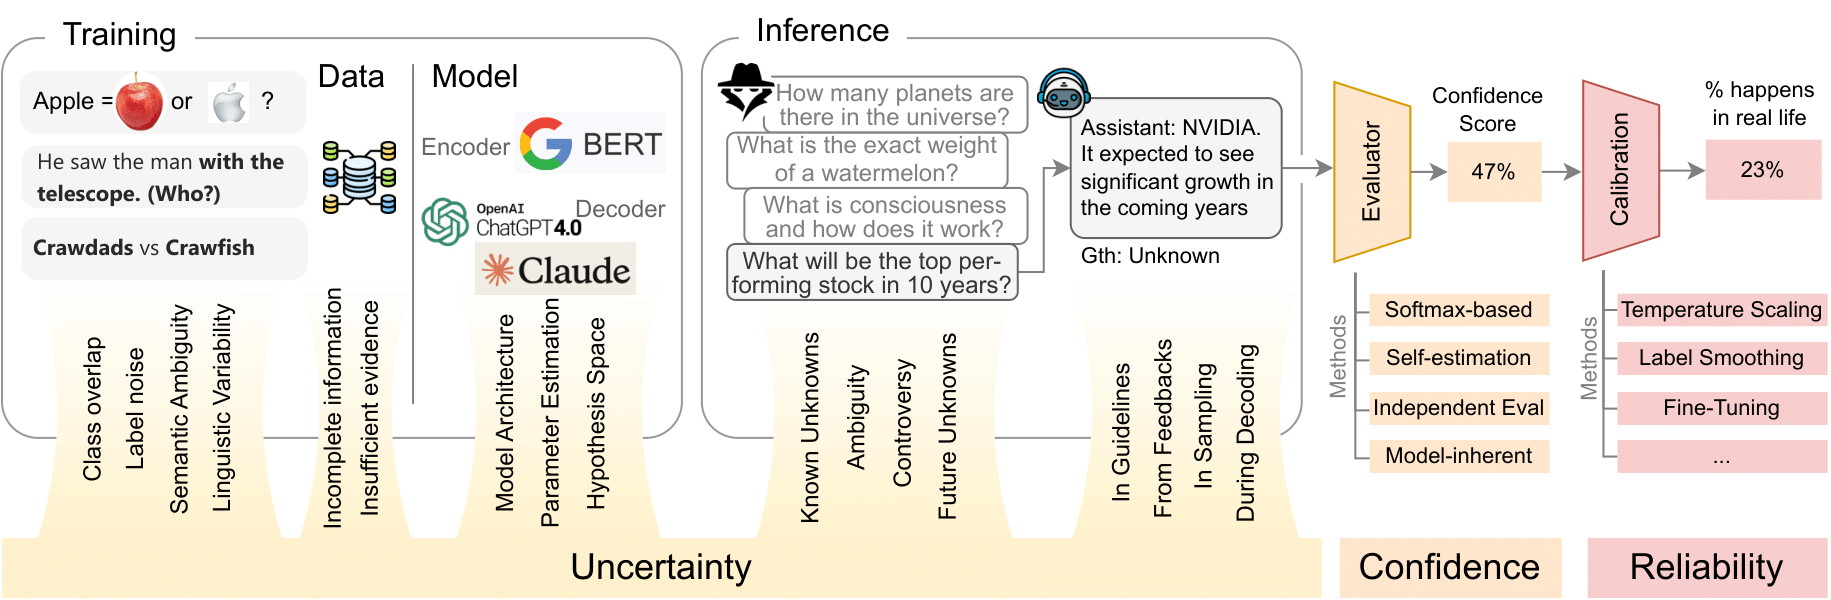 Training
Apple = or ?
He saw the man with the
telescope. (Who?)
Crawdads vs Crawfish
Data
Model
Encoder
BERT
OpenAI
ChatGPT4.0
Decoder
Claude
Class overlap
Label noise
Semantic Ambiguity
Linguistic Variability
Incomplete information
Insufficient evidence
Model Architecture
Parameter Estimation
Hypothesis Space
Inference
How many planets are
there in the universe?
What is the exact weight
of a watermelon?
What is consciousness
and how does it work?
What will be the top per-
forming stock in 10 years?
Assistant: NVIDIA.
It expected to see
significant growth in
the coming years
Gth: Unknown
Known Unknowns
Ambiguity
Controversy
Future Unknowns
In Guidelines
From Feedbacks
In Sampling
During Decoding
Evaluator
Confidence
Score
47%
Methods
Softmax-based
Self-estimation
Independent Eval
Model-inherent
Calibration
% happens
in real life
23%
Methods
Temperature Scaling
Label Smoothing
Fine-Tuning
...
Uncertainty
Confidence
Reliability